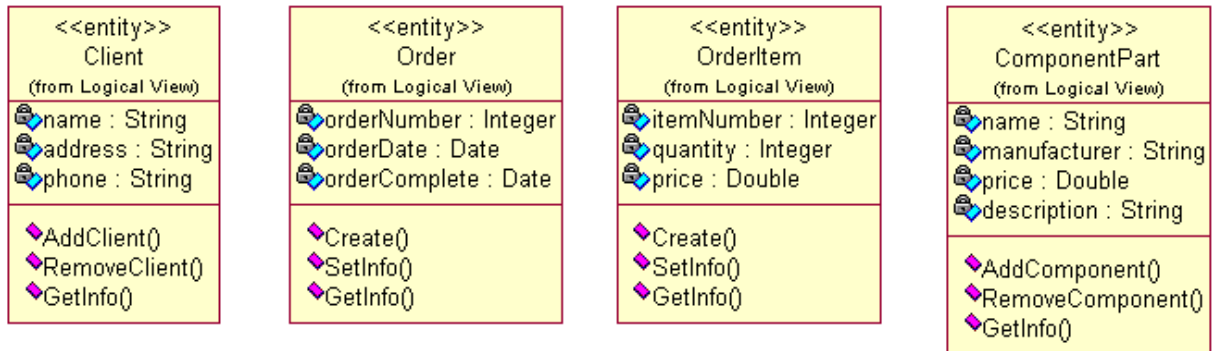 <<entity>>
Client
(from Logical View)
name : String
address : String
phone : String
AddClient()
RemoveClient()
GetInfo()
<<entity>>
Order
(from Logical View)
orderNumber : Integer
orderDate : Date
orderComplete : Date
Create()
SetInfo()
GetInfo()
<<entity>>
OrderItem
(from Logical View)
itemNumber : Integer
quantity : Integer
price : Double
Create()
SetInfo()
GetInfo()
<<entity>>
ComponentPart
(from Logical View)
name : String
manufacturer : String
price : Double
description : String
AddComponent()
RemoveComponent()
GetInfo()